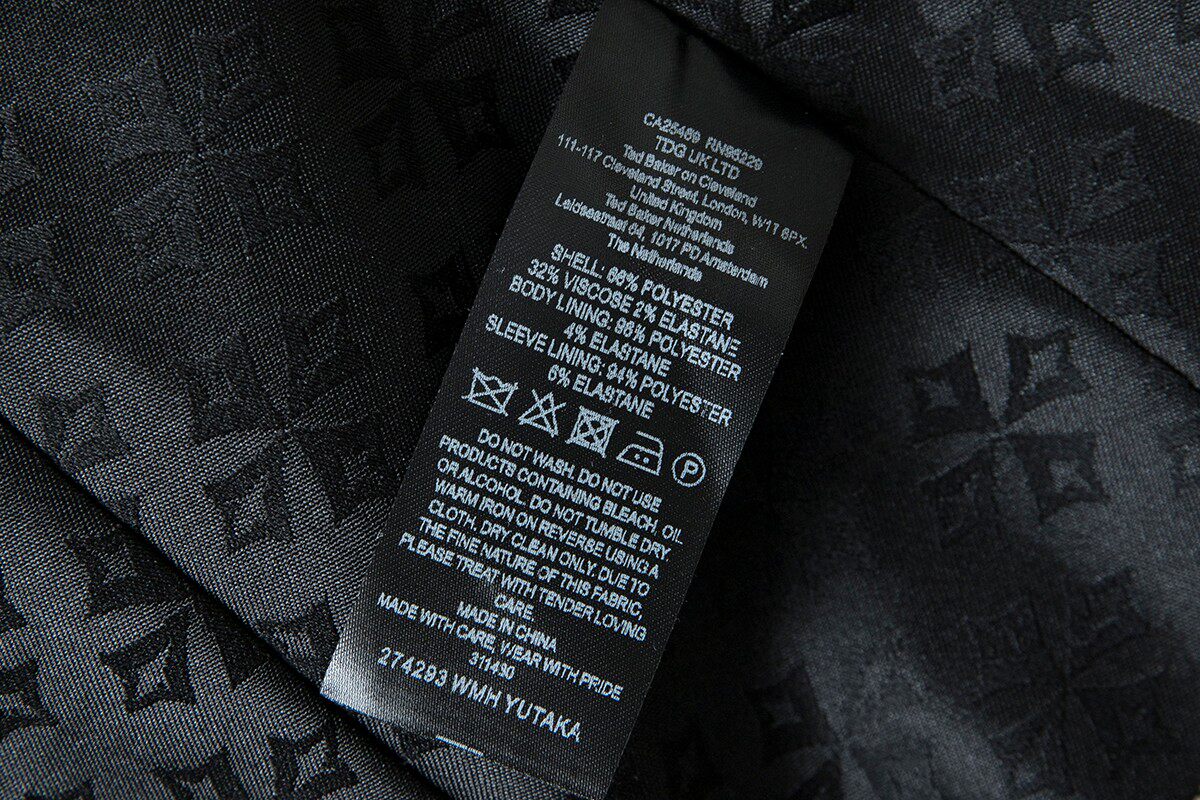 CA25469 RN96229
TDG UK LTD
Ted Baker on Cleveland
111-117 Cleveland Street, London, W1T 6PX.
United Kingdom
Ted Baker Netherlands
Leidsestraat 64, 1017 PD Amsterdam
The Netherlands
SHELL: 66% POLYESTER
32% VISCOSE 2% ELASTANE
BODY LINING: 96% POLYESTER
4% ELASTANE
SLEEVE LINING: 94% POLYESTER
6% ELASTANE
P
DO NOT WASH. DO NOT USE
PRODUCTS CONTAINING BLEACH, OIL
OR ALCOHOL. DO NOT TUMBLE DRY.
WARM IRON ON REVERSE USING A
CLOTH. DRY CLEAN ONLY. DUE TO
THE FINE NATURE OF THIS FABRIC,
PLEASE TREAT WITH TENDER LOVING
CARE.
MADE IN CHINA
MADE WITH CARE, WEAR WITH PRIDE
311430
274293 WMH YUTAKA